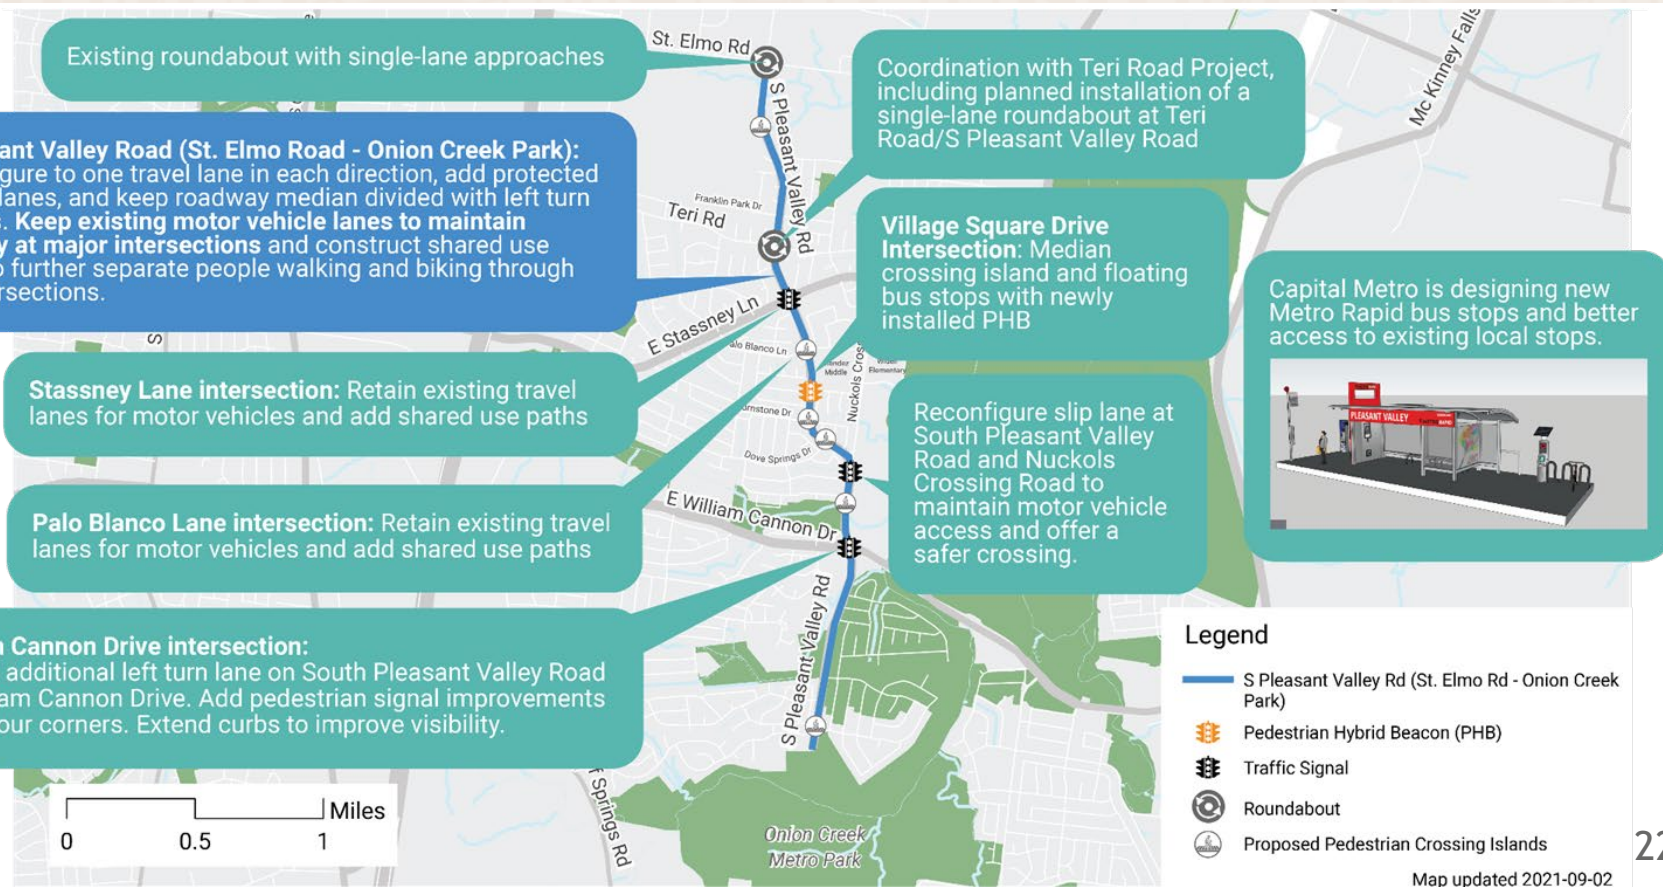 St. Elmo Rd
Existing roundabout with single-lane approaches
S Pleasant Valley Rd
Coordination with Teri Road Project,
including planned installation of a
single-lane roundabout at Teri
Road/S Pleasant Valley Road
Mc Kinney Falls
ant Valley Road (St. Elmo Road - Onion Creek Park):
gure to one travel lane in each direction, add protected
lanes, and keep roadway median divided with left turn
s. Keep existing motor vehicle lanes to maintain
y at major intersections and construct shared use
o further separate people walking and biking through
rsections.
Franklin Park Dr
Teri Rd
Village Square Drive
Intersection: Median
crossing island and floating
bus stops with newly
installed PHB
Capital Metro is designing new
Metro Rapid bus stops and better
access to existing local stops.
PLEASANT VALLEY
S
E Stassney Ln
alo Blanco Ln
Middle
Elementary
Nuckols Cros
Stassney Lane intersection: Retain existing travel
lanes for motor vehicles and add shared use paths
rnstone Dr
Dove Springs Dr
Reconfigure slip lane at
South Pleasant Valley
Road and Nuckols
Crossing Road to
maintain motor vehicle
access and offer a
safer crossing.
Palo Blanco Lane intersection: Retain existing travel
lanes for motor vehicles and add shared use paths
E William Cannon Dr
S Pleasant Valley Rd
n Cannon Drive intersection:
additional left turn lane on South Pleasant Valley Road
am Cannon Drive. Add pedestrian signal improvements
our corners. Extend curbs to improve visibility.
f Springs Rd
Onion Creek
Metro Park
Miles
0 0.5 1
Legend
S Pleasant Valley Rd (St. Elmo Rd - Onion Creek
Park)
Pedestrian Hybrid Beacon (PHB)
Traffic Signal
Roundabout
Proposed Pedestrian Crossing Islands
Map updated 2021-09-02
22